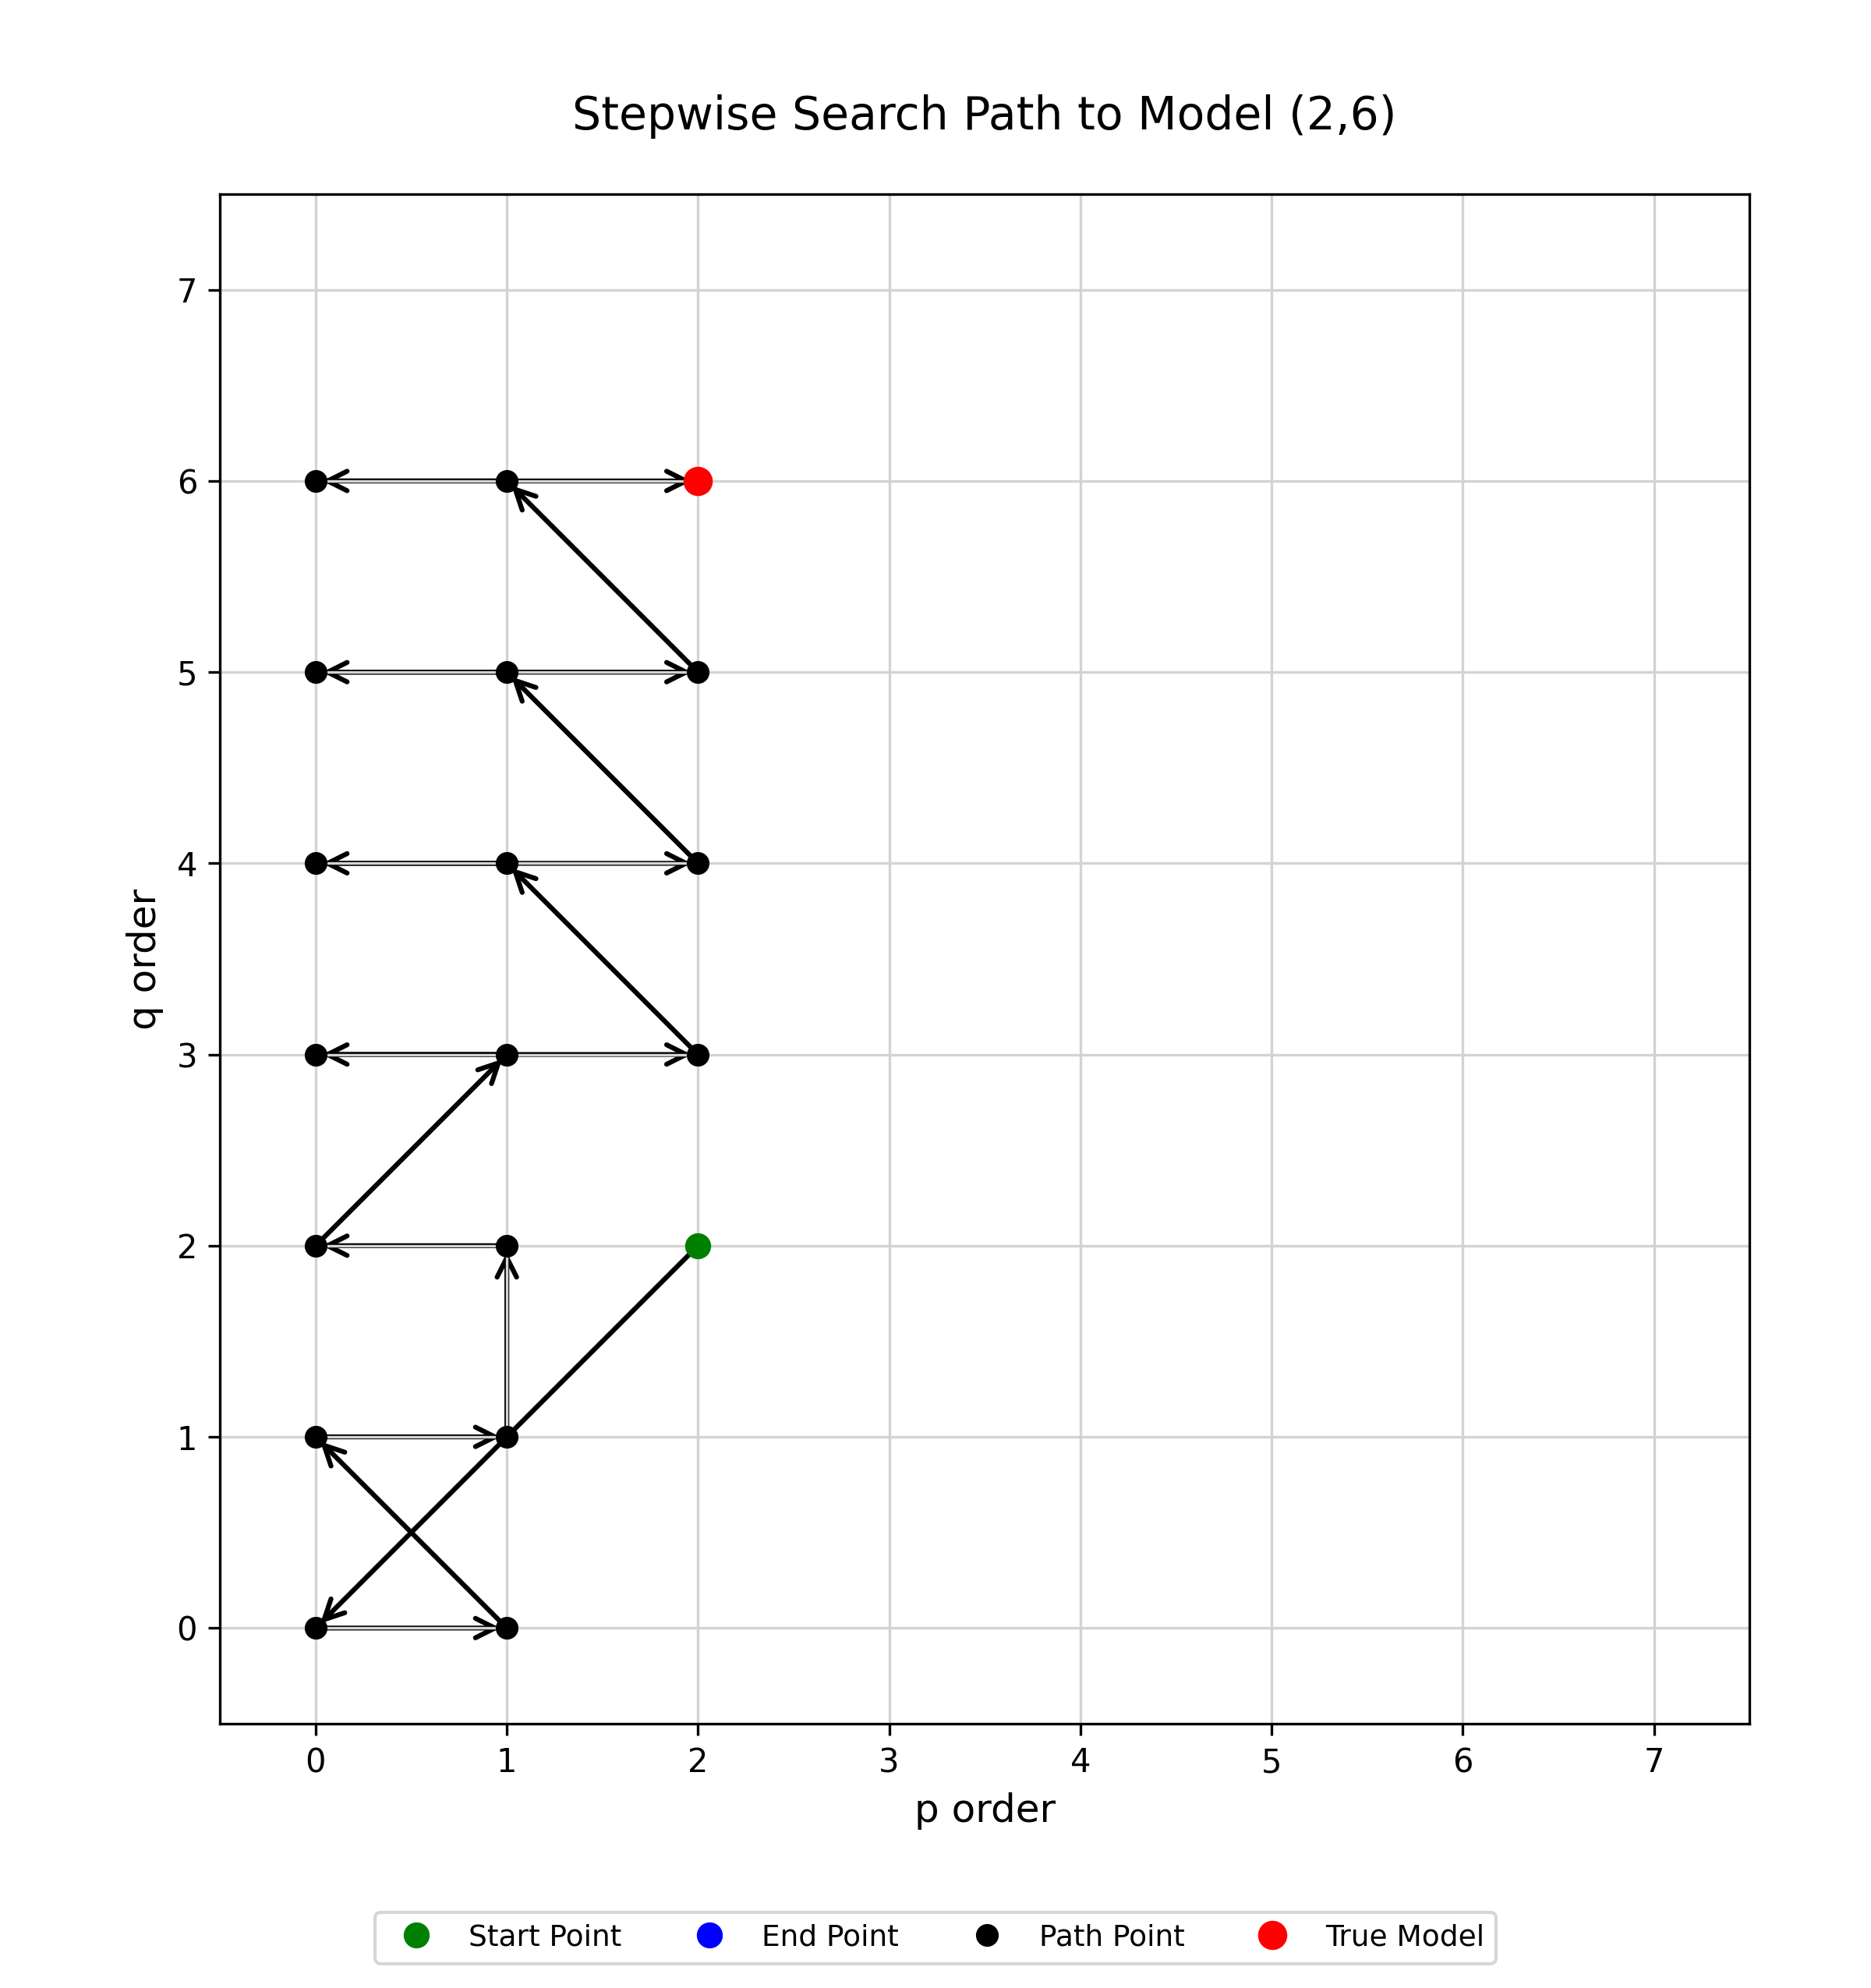 Stepwise Search Path to Model (2,6)
7
6
5
4
3
2
1
0
q order
0 1 2 3 4 5 6 7
p order
Start Point End Point Path Point True Model